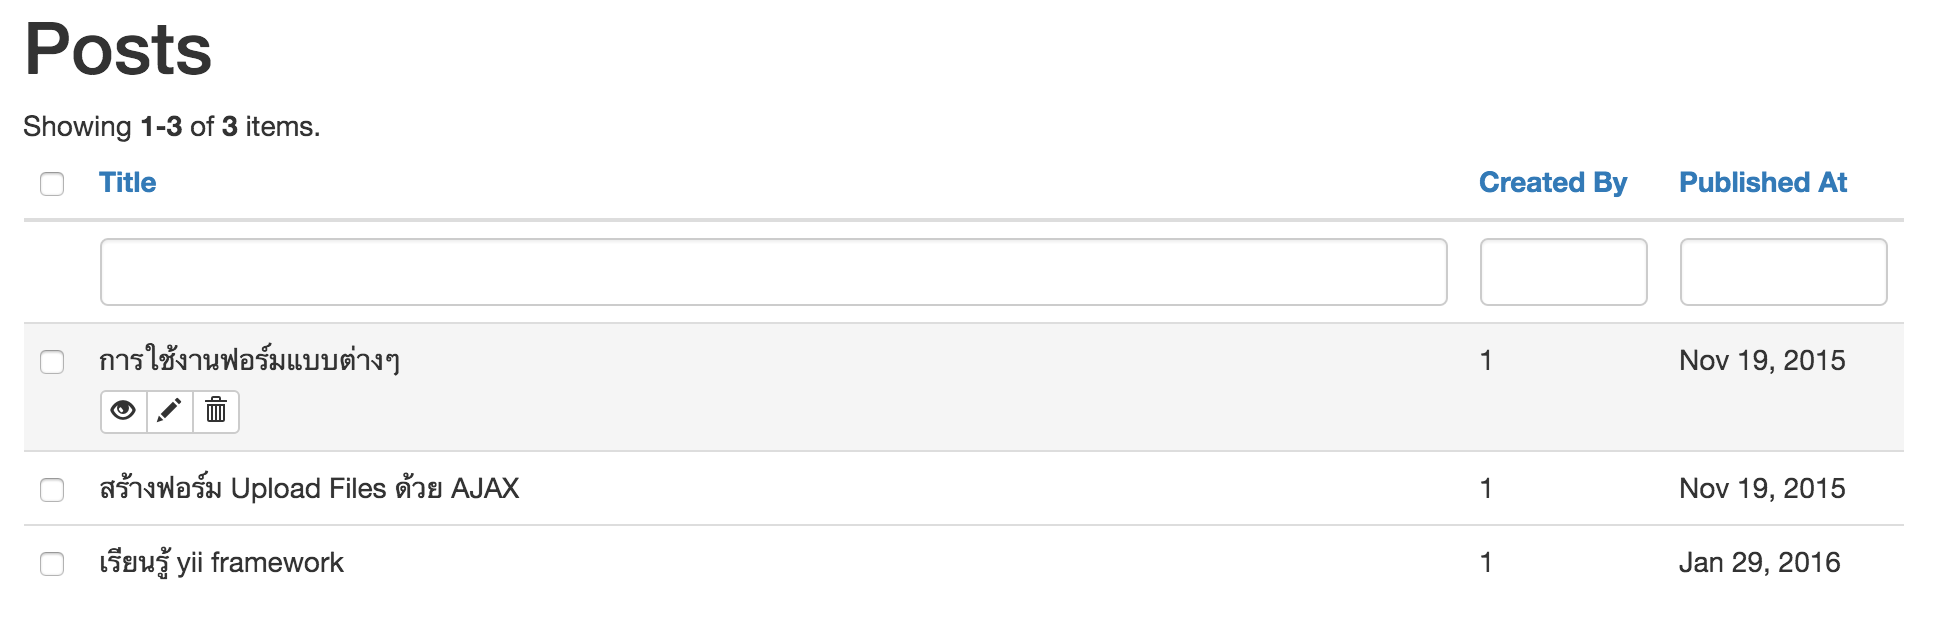 Posts
Showing 1-3 of 3 items.
Title Created By Published At
การใช้งานฟอร์มแบบต่างๆ 1 Nov 19, 2015
สร้างฟอร์ม Upload Files ด้วย AJAX 1 Nov 19, 2015
เรียนรู้ yii framework 1 Jan 29, 2016